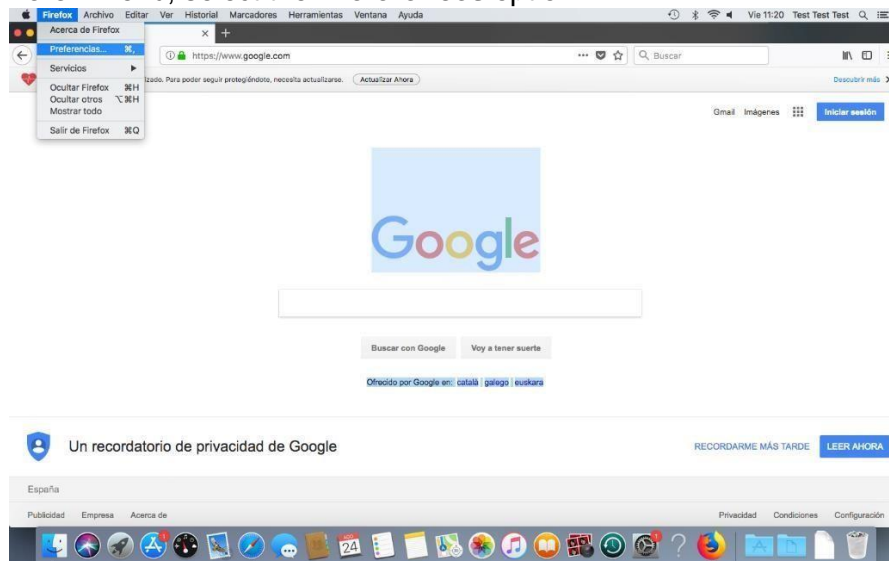 Firefox Archivo Editar Ver Historial Marcadores Herramientas Ventana Ayuda Vie 11:20 Test Test Test
Acerca de Firefox
Preferencias... ⌘,
Servicios
Ocultar Firefox ⌘H
Ocultar otros ⌥⌘H
Mostrar todo
Salir de Firefox ⌘Q
https://www.google.com
Buscar
Para poder seguir protegiéndote, necesita actualizarse. Actualizar Ahora Descubrir más
Gmail Imágenes Iniciar sesión
Google
Buscar con Google Voy a tener suerte
Ofrecido por Google en: català galego euskara
Un recordatorio de privacidad de Google RECORDARME MÁS TARDE LEER AHORA
España
Publicidad Empresa Acerca de Privacidad Condiciones Configuración
24